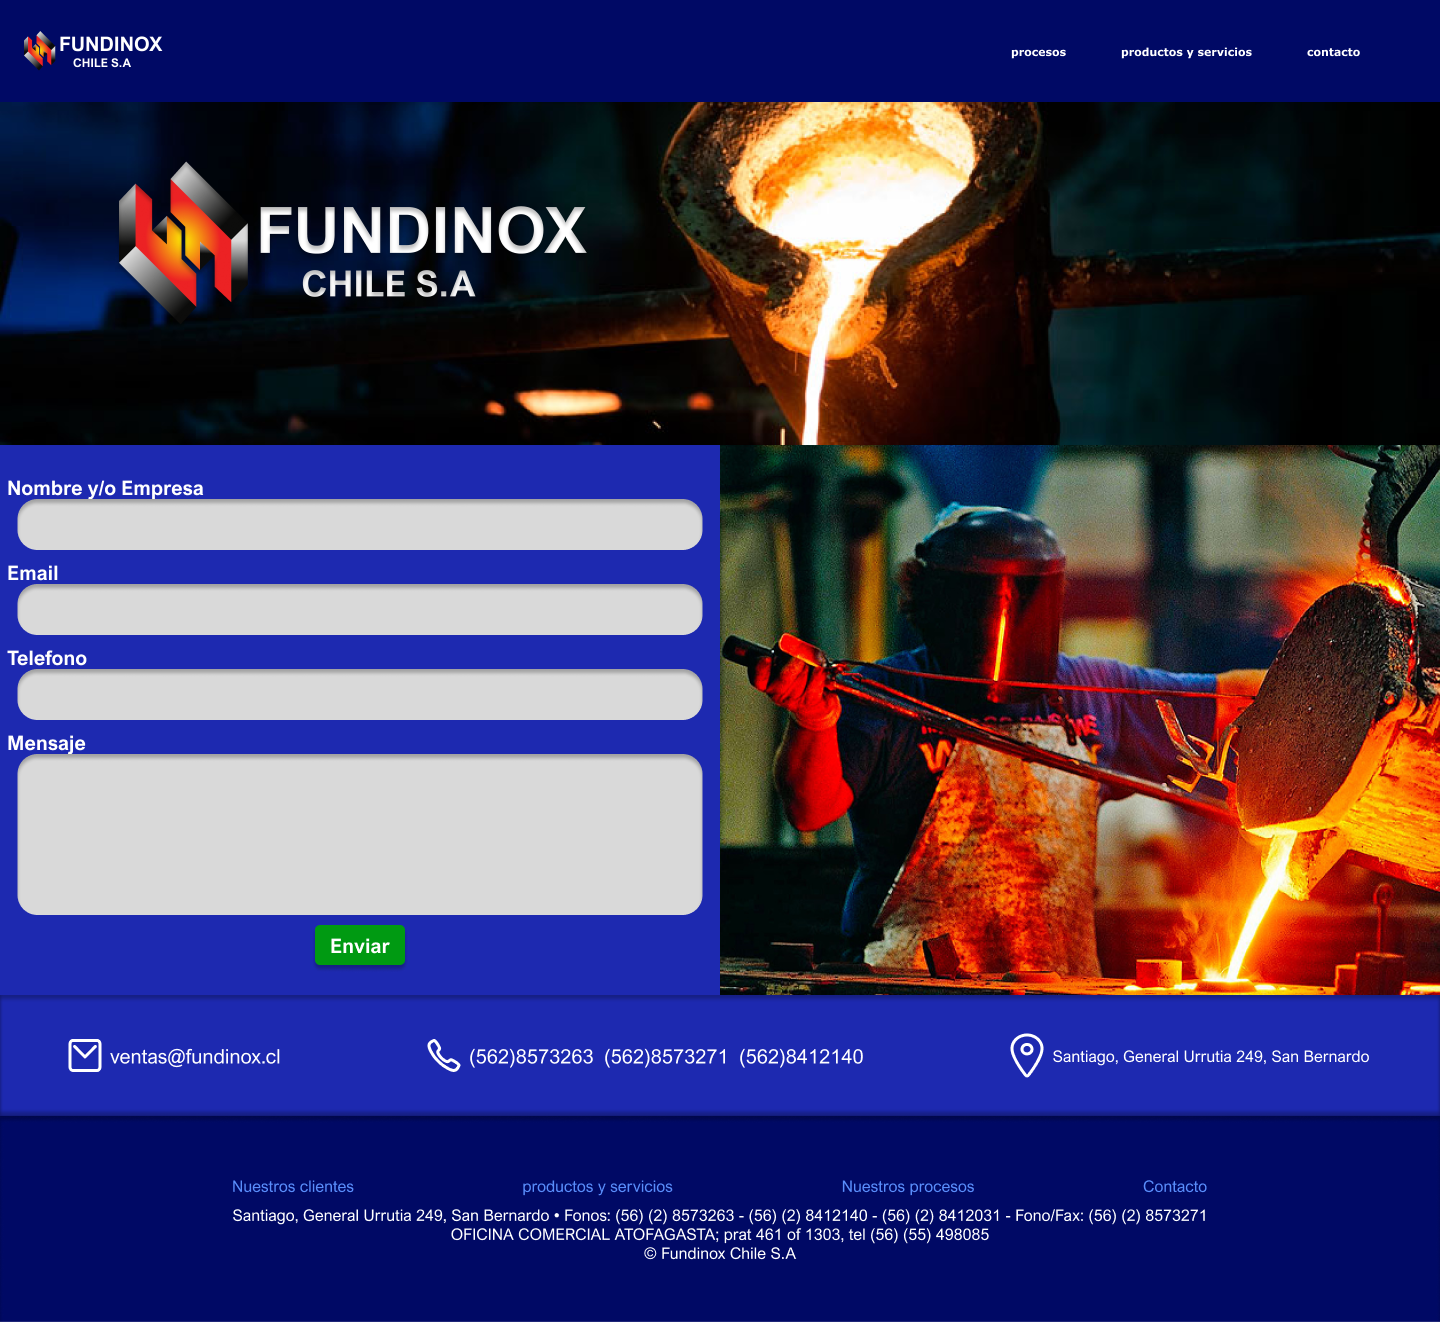 FUNDINOX
CHILE S.A
procesos productos y servicios contacto
FUNDINOX
CHILE S.A
Nombre y/o Empresa
Email
Telefono
Mensaje
Enviar
ventas@fundinox.cl (562)8573263 (562)8573271 (562)8412140 Santiago, General Urrutia 249, San Bernardo
Nuestros clientes productos y servicios Nuestros procesos Contacto
Santiago, General Urrutia 249, San Bernardo • Fonos: (56) (2) 8573263 - (56) (2) 8412140 - (56) (2) 8412031 - Fono/Fax: (56) (2) 8573271
OFICINA COMERCIAL ATOFAGASTA; prat 461 of 1303, tel (56) (55) 498085
© Fundinox Chile S.A